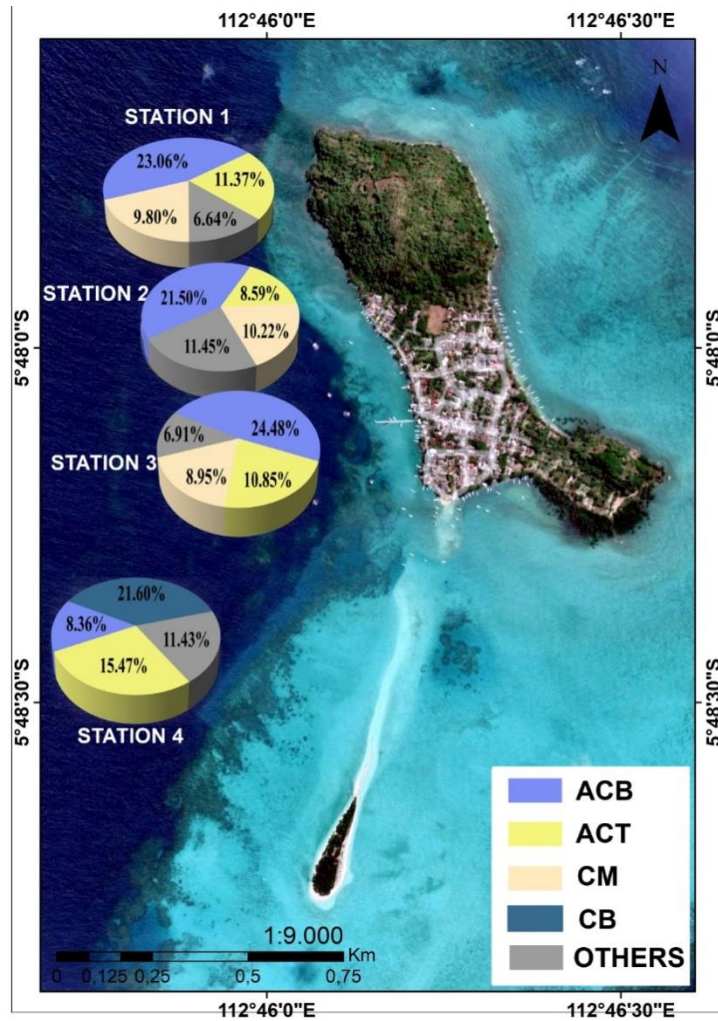 112°46'0"E 112°46'30"E
N
STATION 1
23.06%
11.37%
9.80%
6.64%
STATION 2
21.50%
8.59%
10.22%
11.45%
5°48'0"S 5°48'0"S
STATION 3
6.91%
24.48%
8.95%
10.85%
21.60%
8.36%
11.43%
15.47%
STATION 4
5°48'30"S 5°48'30"S
ACB
ACT
CM
CB
OTHERS
1:9.000
Km
0 0,125 0,25 0,5 0,75
112°46'0"E 112°46'30"E